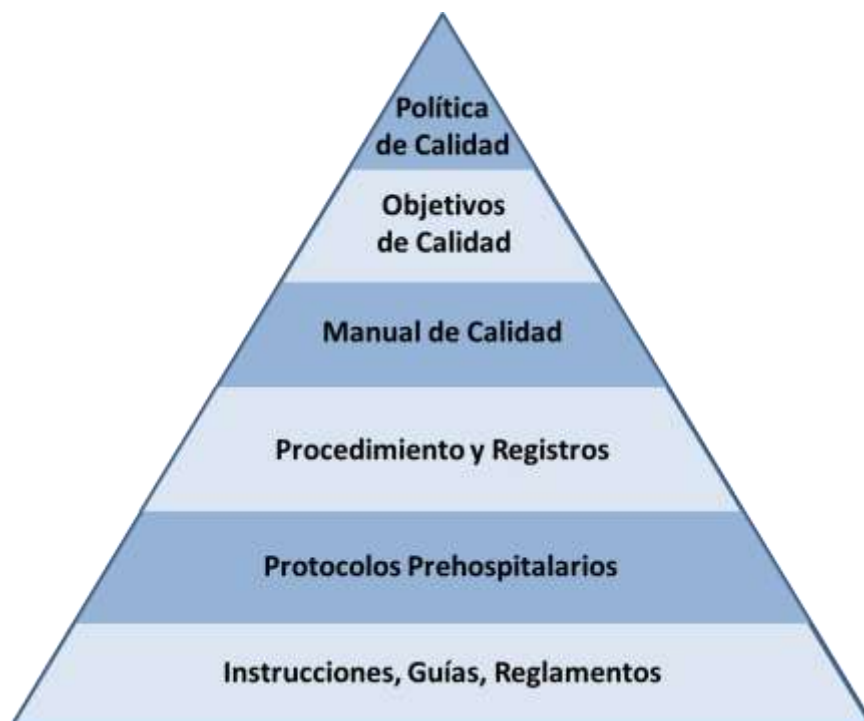 Política
de Calidad
Objetivos
de Calidad
Manual de Calidad
Procedimiento y Registros
Protocolos Prehospitalarios
Instrucciones, Guías, Reglamentos